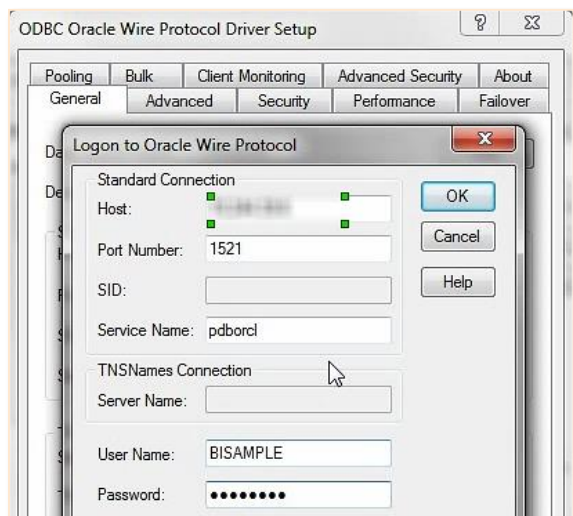 ODBC Oracle Wire Protocol Driver Setup
Pooling Bulk Client Monitoring Advanced Security About
General Advanced Security Performance Failover
Logon to Oracle Wire Protocol
Da
De
Standard Connection
Host:
OK
Port Number: 1521
Cancel
SID:
Help
Service Name: pdborcl
TNSNames Connection
Server Name:
User Name: BISAMPLE
Password: ●●●●●●●●